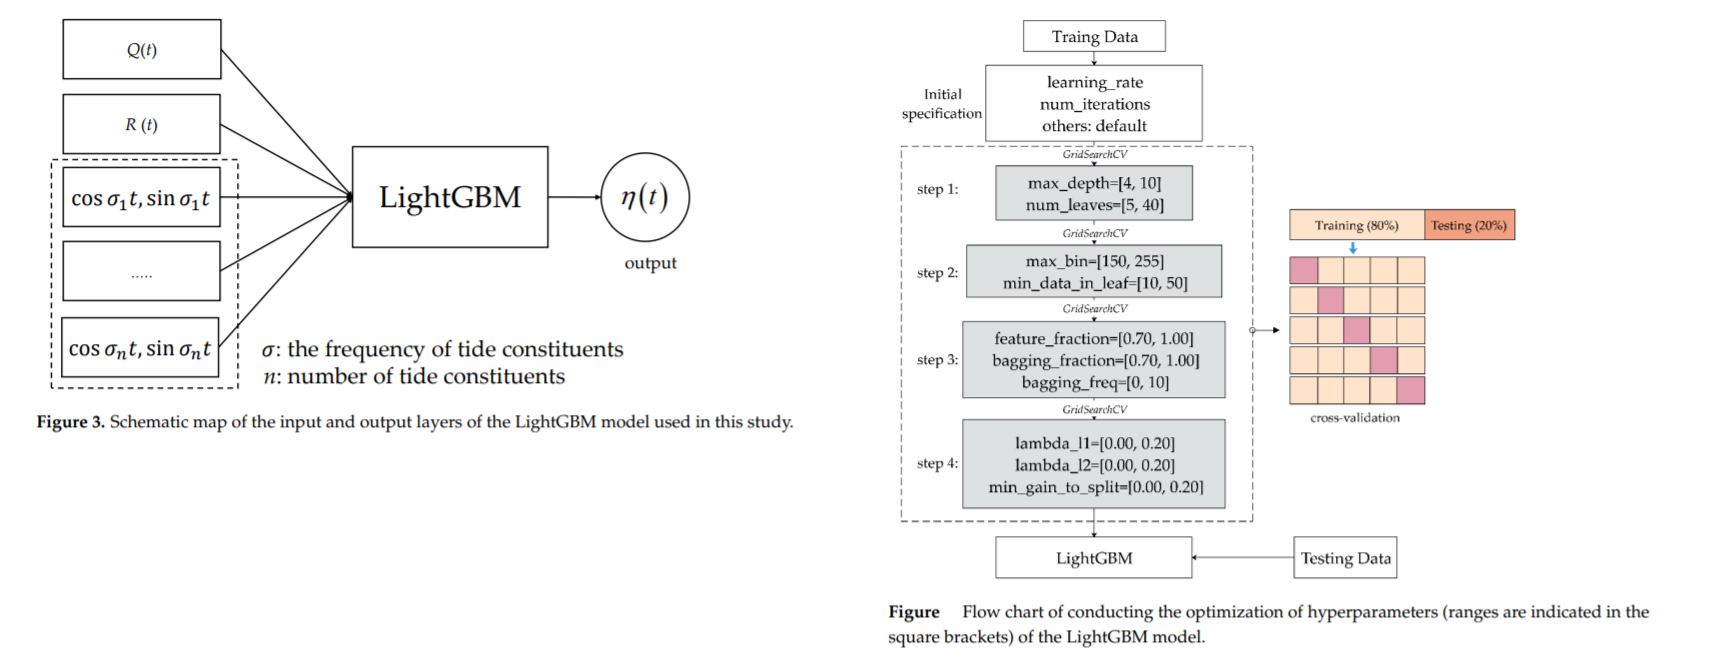 Q(t)
R (t)
cos σ₁t, sin σ₁t
.....
cos σₙt, sin σₙt
LightGBM
η(t)
output
σ: the frequency of tide constituents
n: number of tide constituents
Figure 3. Schematic map of the input and output layers of the LightGBM model used in this study.
Traing Data
Initial
specification
learning_rate
num_iterations
others: default
GridSearchCV
step 1:
max_depth=[4, 10]
num_leaves=[5, 40]
GridSearchCV
step 2:
max_bin=[150, 255]
min_data_in_leaf=[10, 50]
GridSearchCV
step 3:
feature_fraction=[0.70, 1.00]
bagging_fraction=[0.70, 1.00]
bagging_freq=[0, 10]
GridSearchCV
step 4:
lambda_l1=[0.00, 0.20]
lambda_l2=[0.00, 0.20]
min_gain_to_split=[0.00, 0.20]
LightGBM
Testing Data
Training (80%)
Testing (20%)
cross-validation
Figure Flow chart of conducting the optimization of hyperparameters (ranges are indicated in the
square brackets) of the LightGBM model.